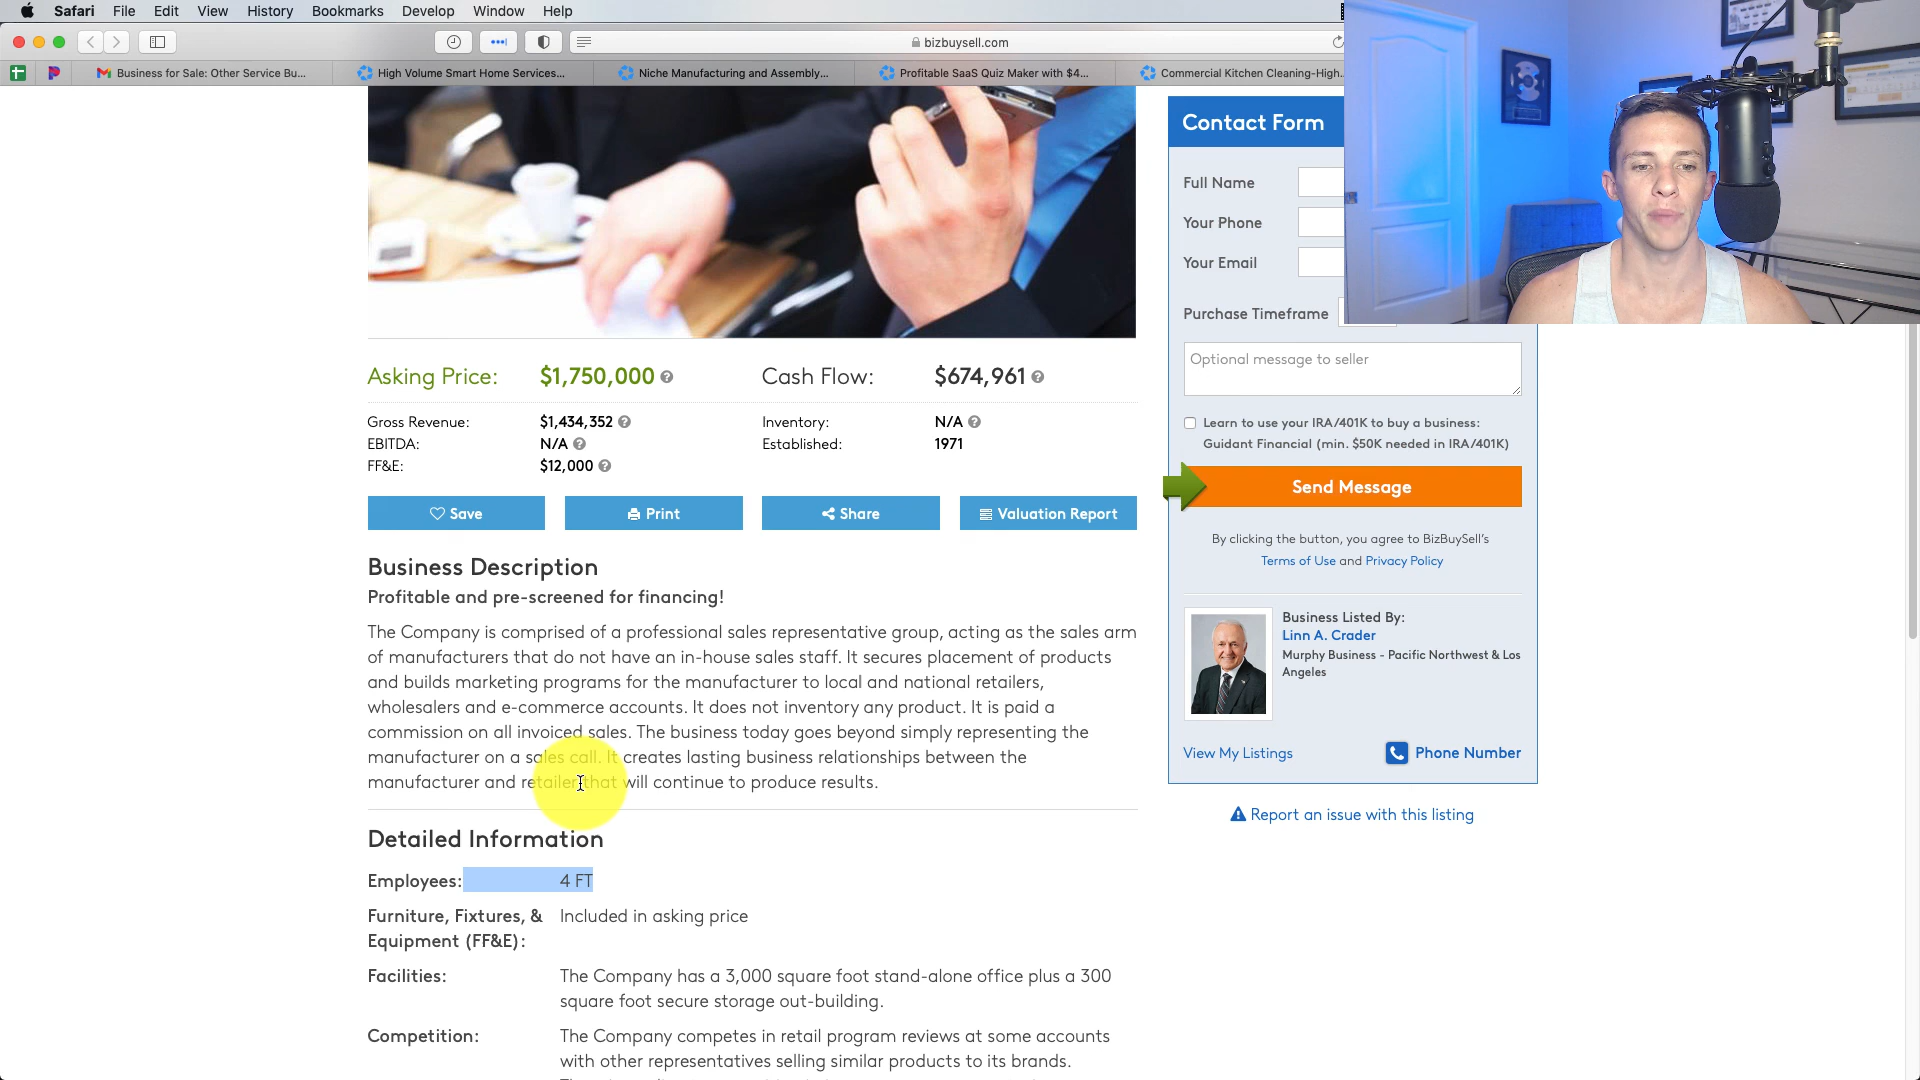 Safari File Edit View History Bookmarks Develop Window Help
bizbuysell.com
Business for Sale: Other Service Bu...
High Volume Smart Home Services...
Niche Manufacturing and Assembly...
Profitable SaaS Quiz Maker with $4...
Commercial Kitchen Cleaning-High
Contact Form
Full Name
Your Phone
Your Email
Purchase Timeframe
Optional message to seller
Learn to use your IRA/401K to buy a business:
Guidant Financial (min. $50K needed in IRA/401K)
Send Message
By clicking the button, you agree to BizBuySell's
Terms of Use and Privacy Policy
Business Listed By:
Linn A. Crader
Murphy Business - Pacific Northwest & Los
Angeles
View My Listings
Phone Number
Report an issue with this listing
Asking Price: $1,750,000
Cash Flow: $674,961
Gross Revenue: $1,434,352
Inventory: N/A
EBITDA: N/A
Established: 1971
FF&E: $12,000
Save
Print
Share
Valuation Report
Business Description
Profitable and pre-screened for financing!
The Company is comprised of a professional sales representative group, acting as the sales arm
of manufacturers that do not have an in-house sales staff. It secures placement of products
and builds marketing programs for the manufacturer to local and national retailers,
wholesalers and e-commerce accounts. It does not inventory any product. It is paid a
commission on all invoiced sales. The business today goes beyond simply representing the
manufacturer on a sales call. It creates lasting business relationships between the
manufacturer and retailer that will continue to produce results.
Detailed Information
Employees: 4 FT
Furniture, Fixtures, & Included in asking price
Equipment (FF&E):
Facilities: The Company has a 3,000 square foot stand-alone office plus a 300
square foot secure storage out-building.
Competition: The Company competes in retail program reviews at some accounts
with other representatives selling similar products to its brands.